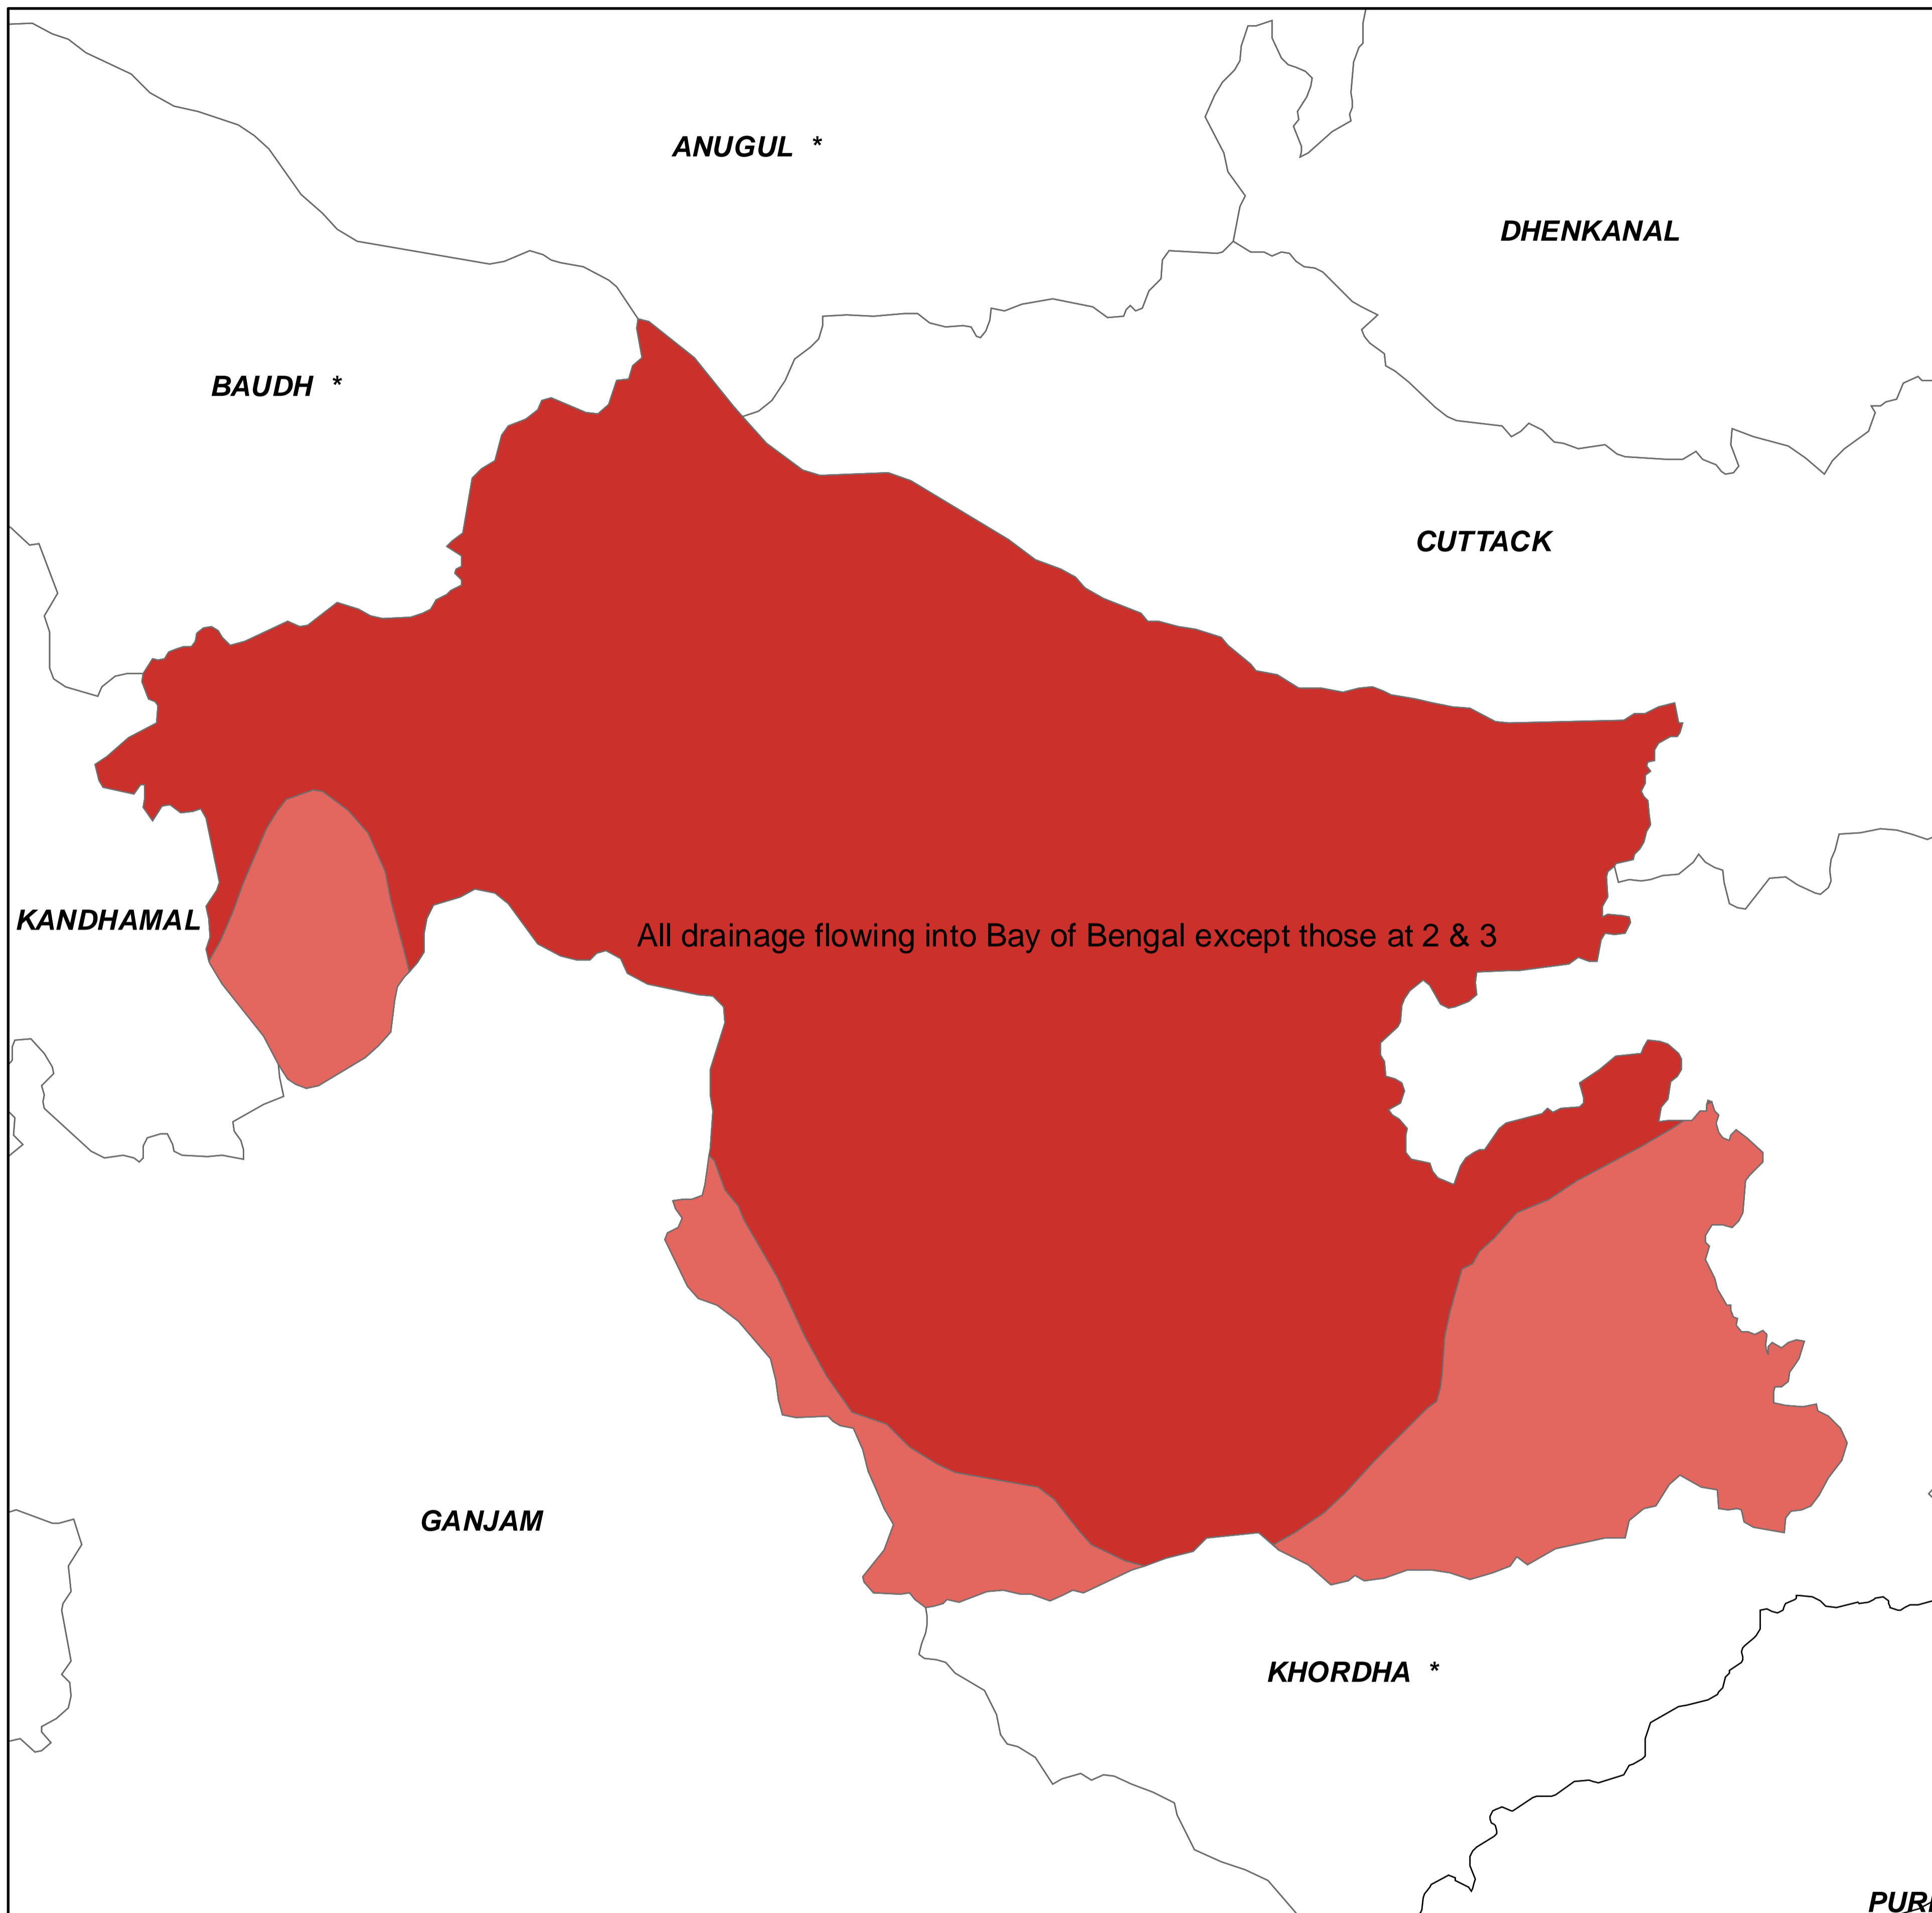 ANUGUL *
DHENKANAL
BAUDH *
CUTTACK
KANDHAMAL
All drainage flowing into Bay of Bengal except those at 2 & 3
GANJAM
KHORDHA *
PUR